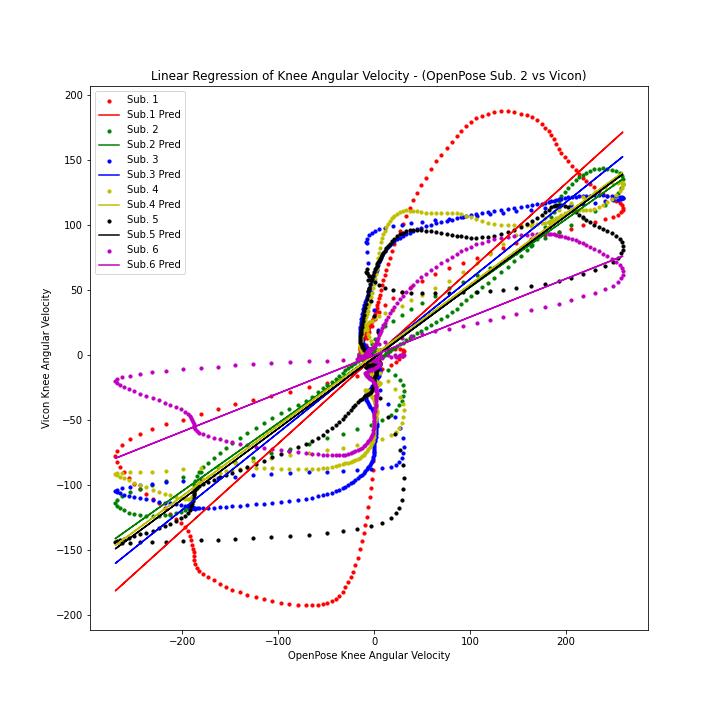 Linear Regression of Knee Angular Velocity - (OpenPose Sub. 2 vs Vicon)
Sub. 1
Sub.1 Pred
Sub. 2
Sub.2 Pred
Sub. 3
Sub.3 Pred
Sub. 4
Sub.4 Pred
Sub. 5
Sub.5 Pred
Sub. 6
Sub.6 Pred
Vicon Knee Angular Velocity
200
150
100
50
0
−50
−100
−150
−200
−200 −100 0 100 200
OpenPose Knee Angular Velocity